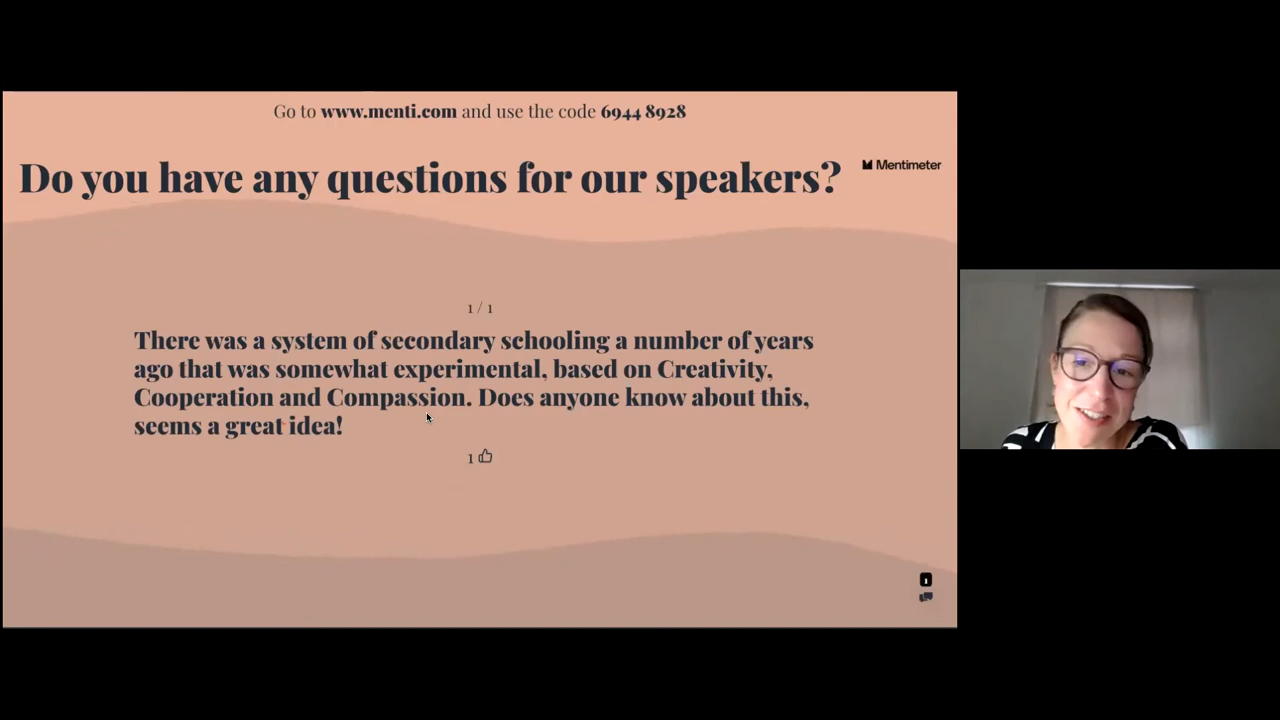 Go to www.menti.com and use the code 6944 8928
Do you have any questions for our speakers?
Mentimeter
1 / 1
There was a system of secondary schooling a number of years
ago that was somewhat experimental, based on Creativity,
Cooperation and Compassion. Does anyone know about this,
seems a great idea!
1
1